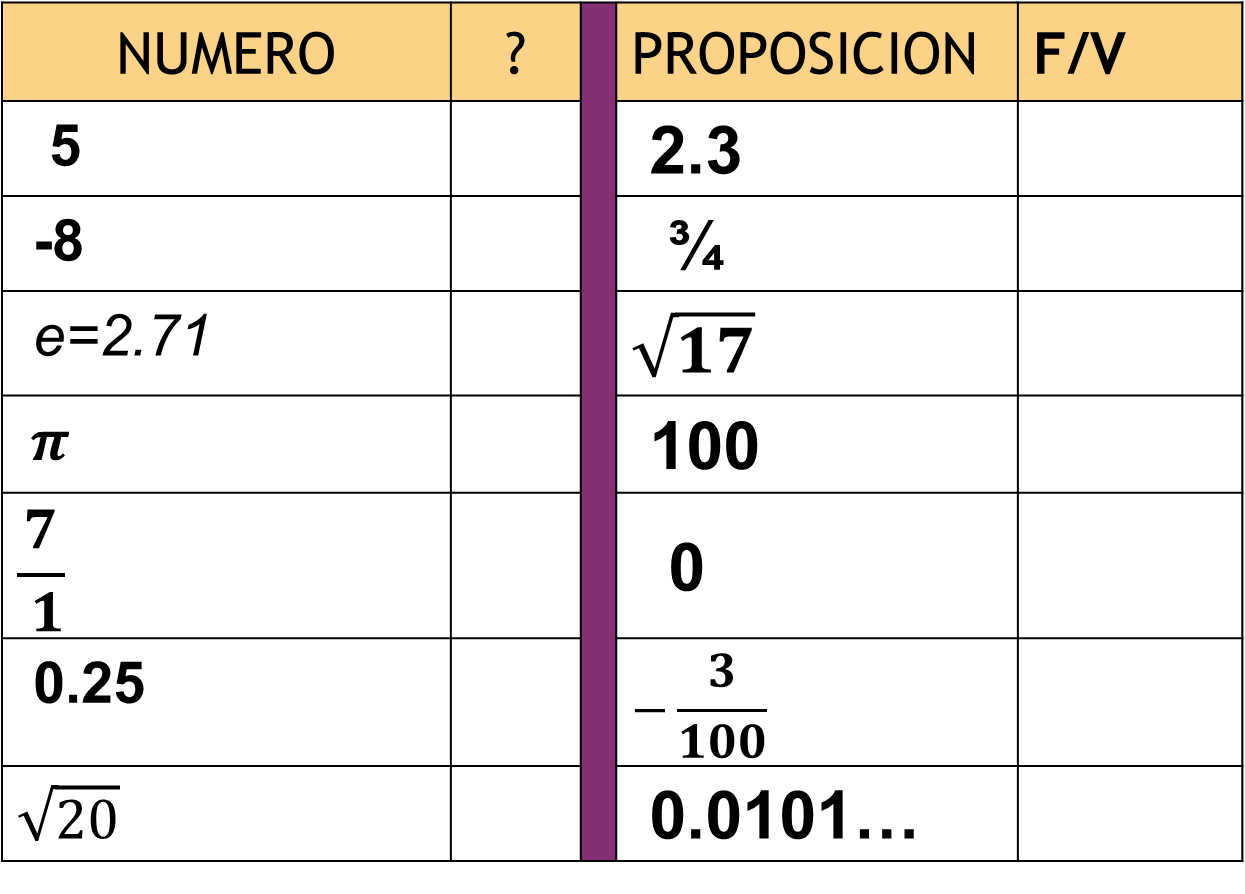 NUMERO ? PROPOSICION F/V
5 2.3
-8 ¾
e=2.71 √17
π 100
7/1 0
0.25 −3/100
√20 0.0101…